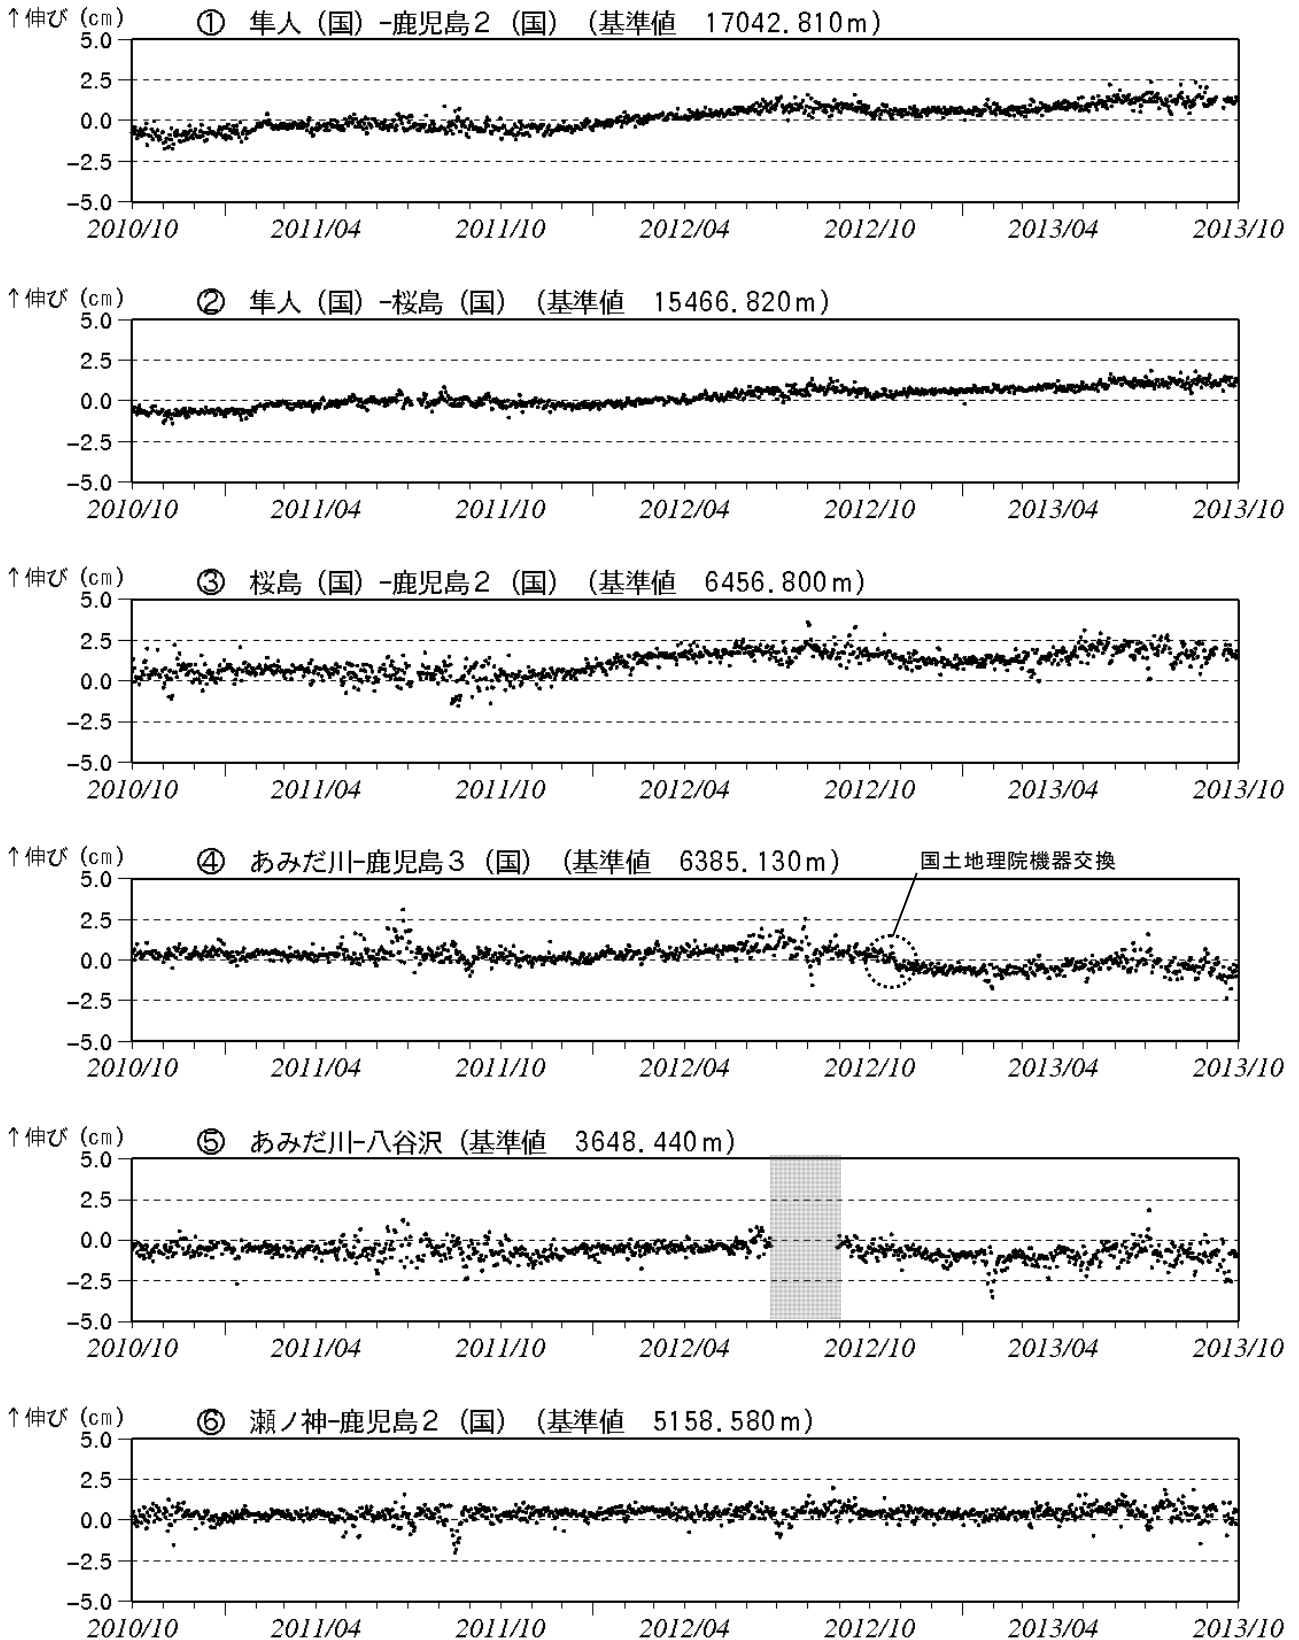 ↑伸び (cm) ① 隼人（国）-鹿児島２（国）（基準値　17042.810m）
5.0
2.5
0.0
-2.5
-5.0
2010/10 2011/04 2011/10 2012/04 2012/10 2013/04 2013/10
↑伸び (cm) ② 隼人（国）-桜島（国）（基準値　15466.820m）
5.0
2.5
0.0
-2.5
-5.0
2010/10 2011/04 2011/10 2012/04 2012/10 2013/04 2013/10
↑伸び (cm) ③ 桜島（国）-鹿児島２（国）（基準値　6456.800m）
5.0
2.5
0.0
-2.5
-5.0
2010/10 2011/04 2011/10 2012/04 2012/10 2013/04 2013/10
↑伸び (cm) ④ あみだ川-鹿児島３（国）（基準値　6385.130m） 国土地理院機器交換
5.0
2.5
0.0
-2.5
-5.0
2010/10 2011/04 2011/10 2012/04 2012/10 2013/04 2013/10
↑伸び (cm) ⑤ あみだ川-八谷沢（基準値　3648.440m）
5.0
2.5
0.0
-2.5
-5.0
2010/10 2011/04 2011/10 2012/04 2012/10 2013/04 2013/10
↑伸び (cm) ⑥ 瀬ノ神-鹿児島２（国）（基準値　5158.580m）
5.0
2.5
0.0
-2.5
-5.0
2010/10 2011/04 2011/10 2012/04 2012/10 2013/04 2013/10